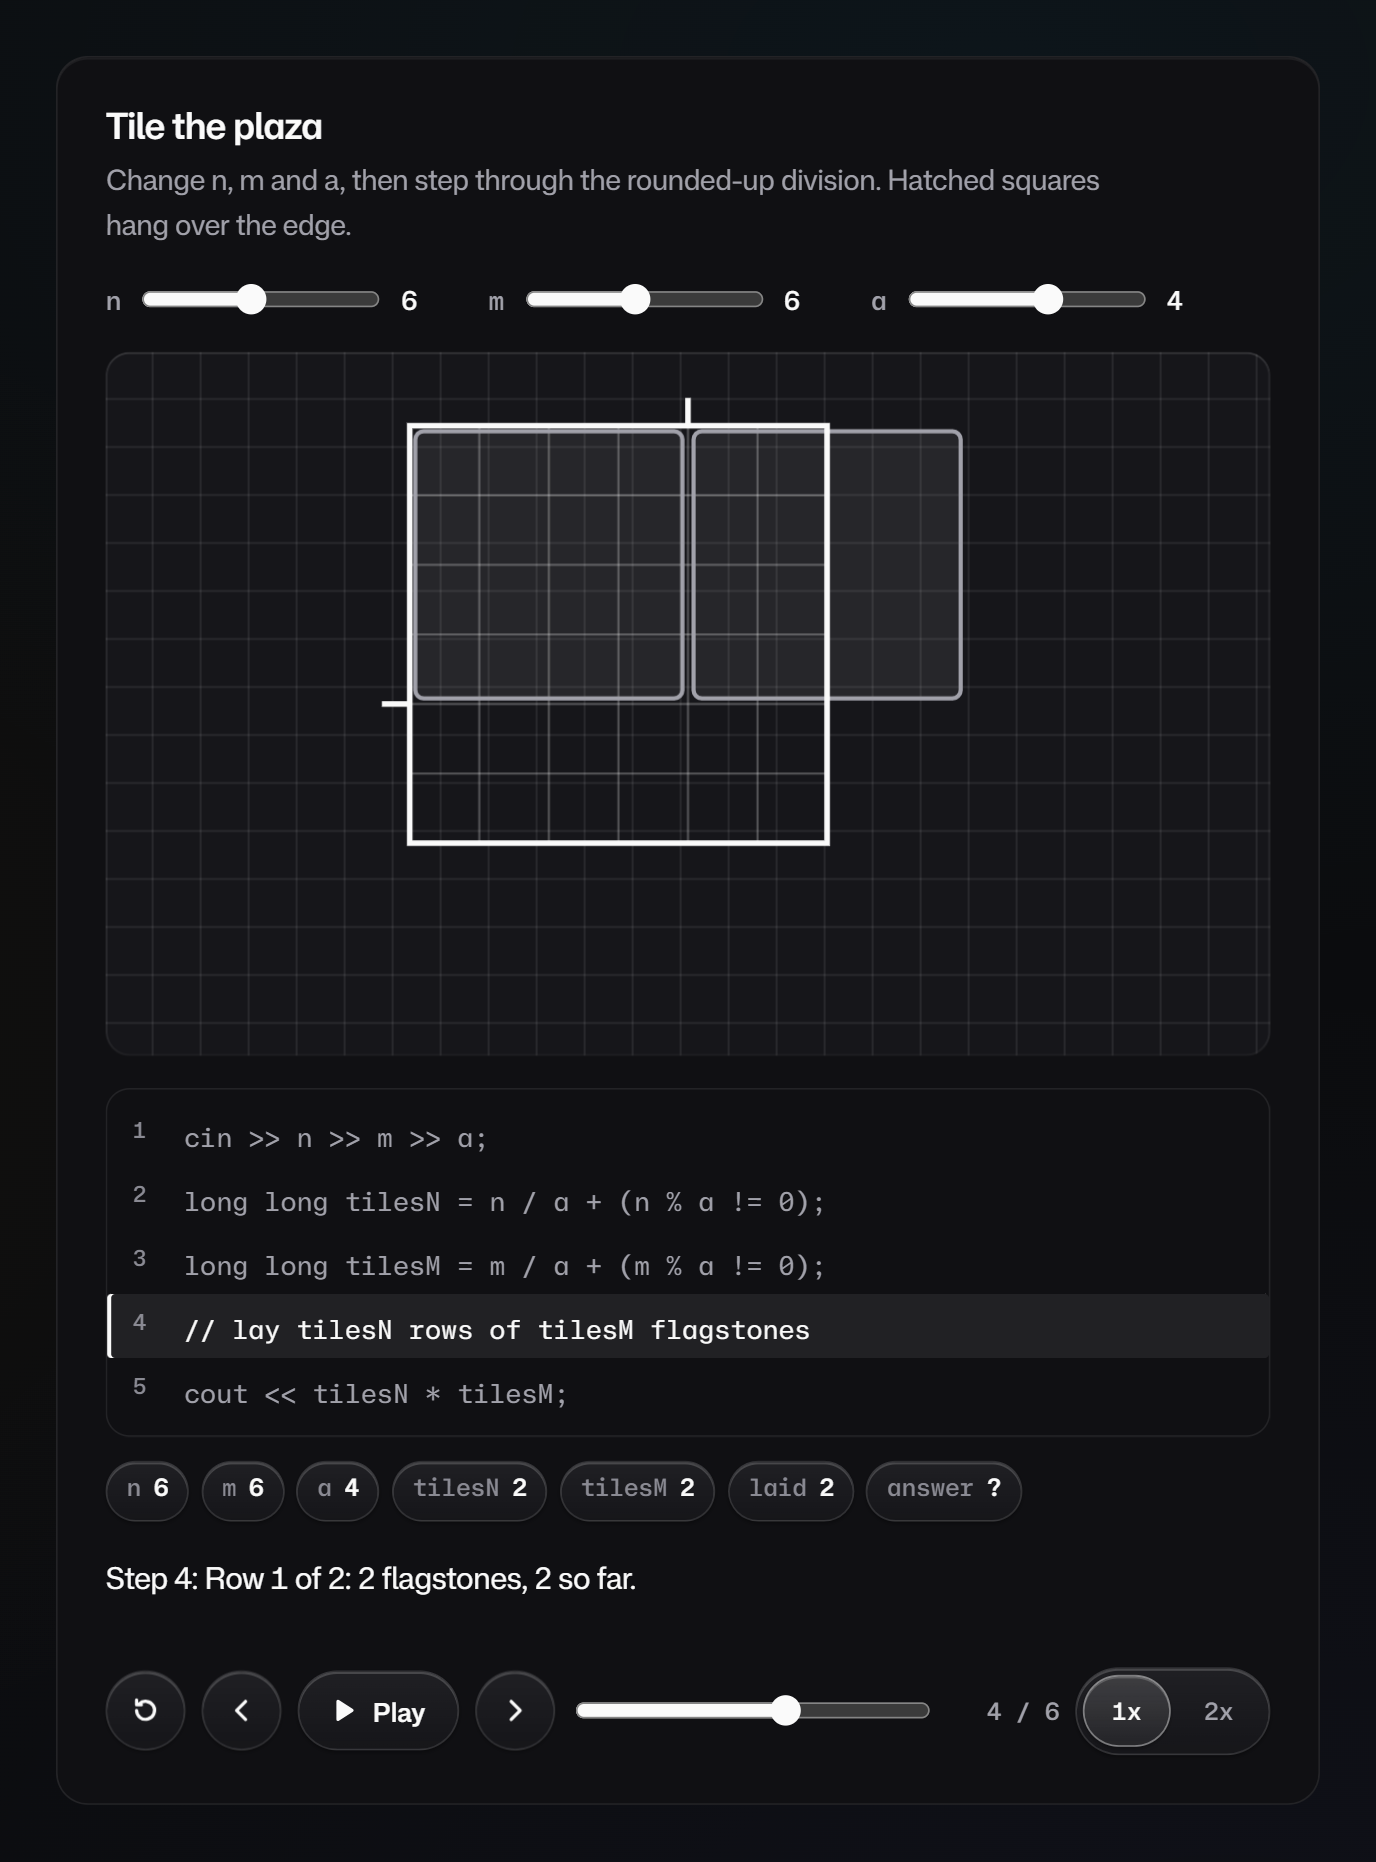 Tile the plaza
Change n, m and a, then step through the rounded-up division. Hatched squares
hang over the edge.
n 6 m 6 a 4
1 cin >> n >> m >> a;
2 long long tilesN = n / a + (n % a != 0);
3 long long tilesM = m / a + (m % a != 0);
4 // lay tilesN rows of tilesM flagstones
5 cout << tilesN * tilesM;
n 6 m 6 a 4 tilesN 2 tilesM 2 laid 2 answer ?
Step 4: Row 1 of 2: 2 flagstones, 2 so far.
Play 4 / 6 1x 2x